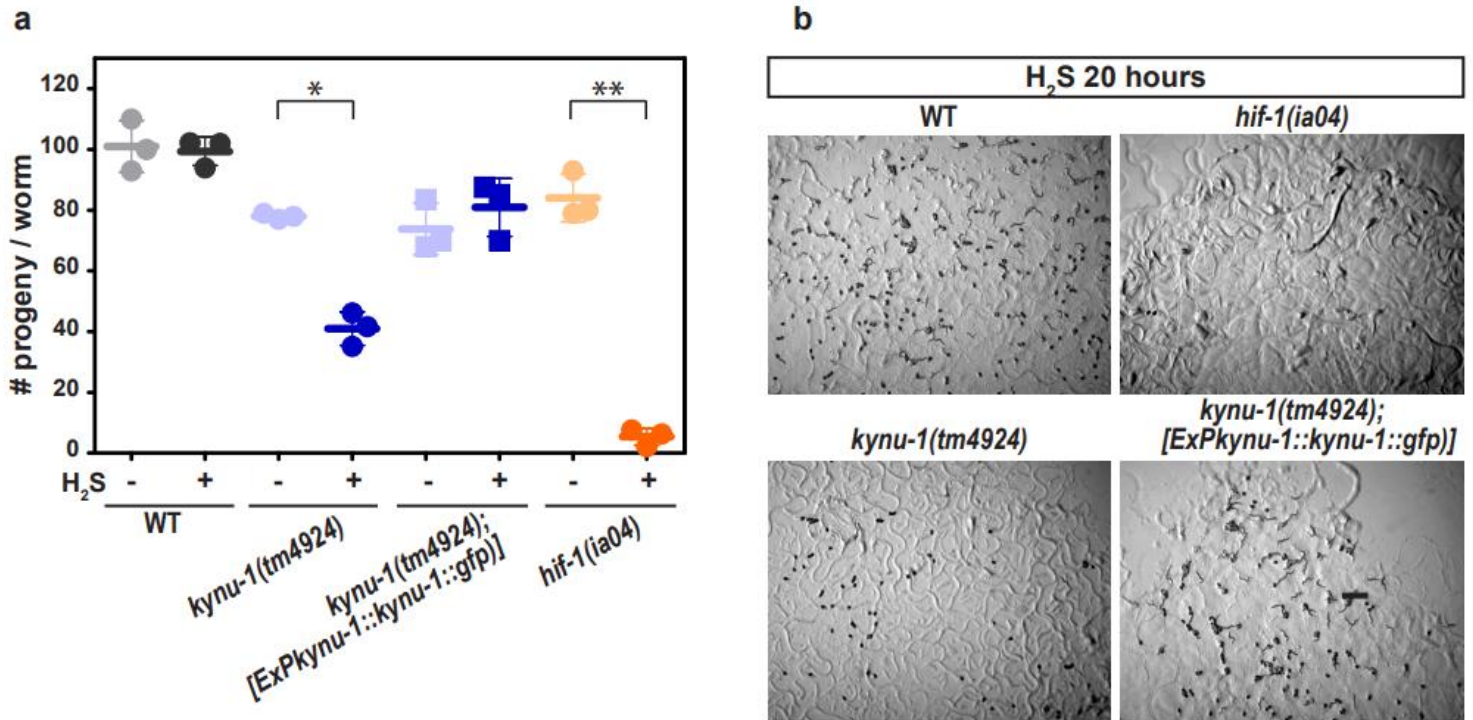 a
# progeny / worm
120
100
80
60
40
20
0
*
**
H₂S - + - + - + - +
WT
kynu-1(tm4924)
kynu-1(tm4924);
[ExPkynu-1::kynu-1::gfp)]
hif-1(ia04)
b
H₂S 20 hours
WT
hif-1(ia04)
kynu-1(tm4924)
kynu-1(tm4924);
[ExPkynu-1::kynu-1::gfp)]